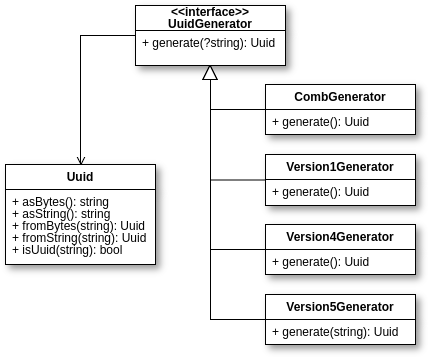 <<interface>>
UuidGenerator
+ generate(?string): Uuid
CombGenerator
+ generate(): Uuid
Version1Generator
+ generate(): Uuid
Uuid
+ asBytes(): string
+ asString(): string
+ fromBytes(string): Uuid
+ fromString(string): Uuid
+ isUuid(string): bool
Version4Generator
+ generate(): Uuid
Version5Generator
+ generate(string): Uuid